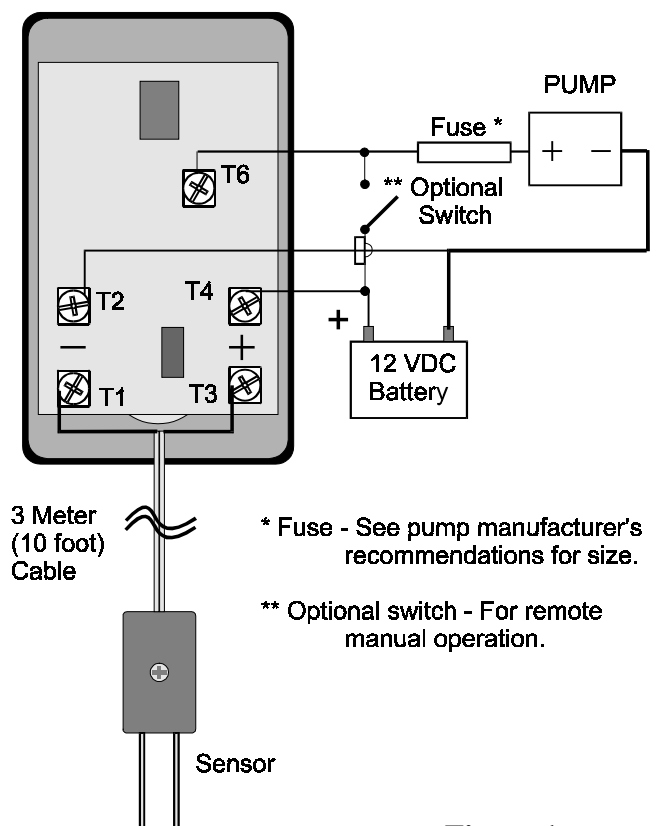 PUMP
Fuse *
+ −
T6
** Optional
Switch
T2
T4
+
− +
12 VDC
Battery
T1
T3
3 Meter
(10 foot)
Cable
* Fuse - See pump manufacturer's
recommendations for size.
** Optional switch - For remote
manual operation.
Sensor